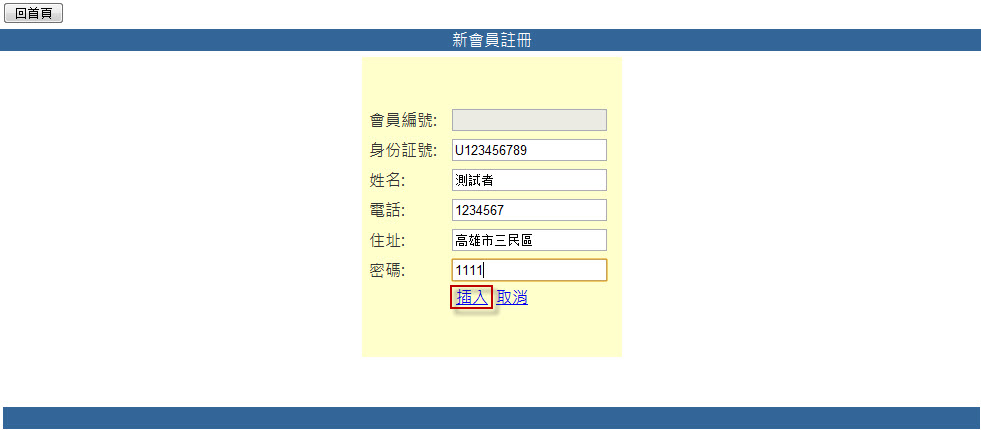 回首頁
新會員註冊
會員編號:
身份証號: U123456789
姓名: 測試者
電話: 1234567
住址: 高雄市三民區
密碼: 1111
插入 取消